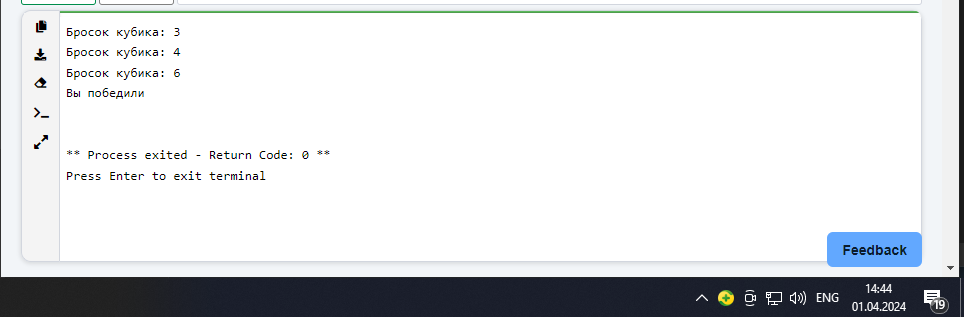 Бросок кубика: 3
Бросок кубика: 4
Бросок кубика: 6
Вы победили
** Process exited - Return Code: 0 **
Press Enter to exit terminal
Feedback
ENG
14:44
01.04.2024
19